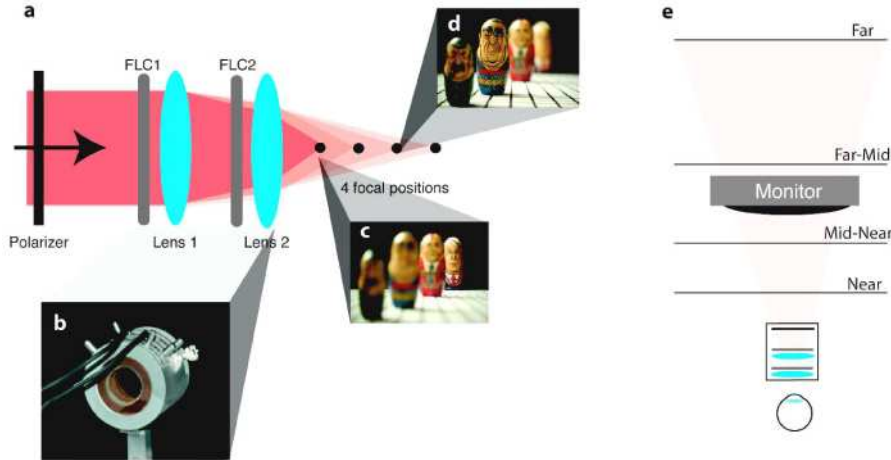 a
FLC1
FLC2
Polarizer
Lens 1
Lens 2
4 focal positions
d
c
b
e
Far
Far-Mid
Monitor
Mid-Near
Near